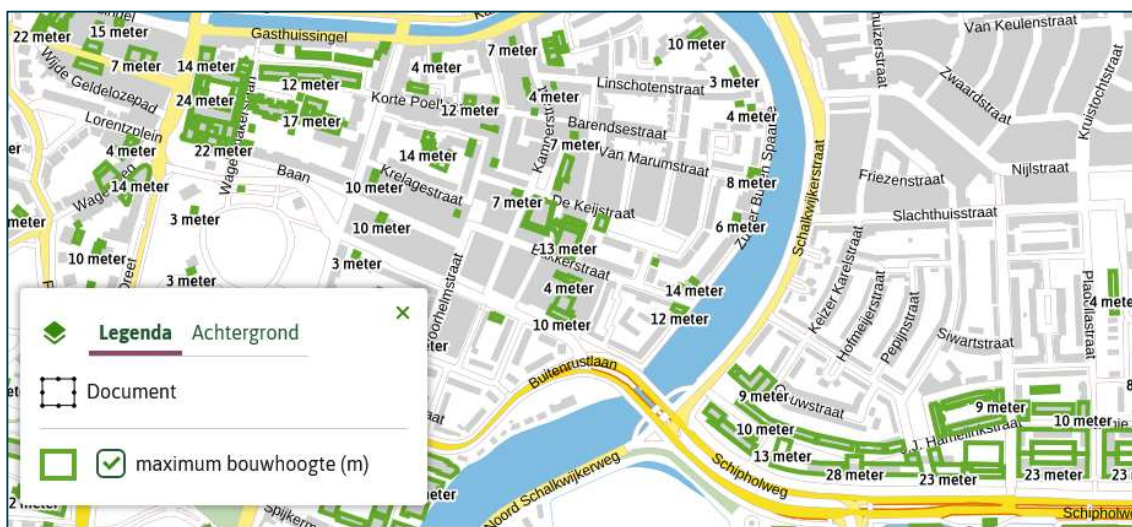 15 meter
22 meter
Gasthuissingel
7 meter
10 meter
Van Keulenstraat
7 meter
14 meter
4 meter
3 meter
Linschotenstraat
Wijde Geldelozepad
12 meter
Zwaardstraat
Kruistochtstraat
24 meter
Korte Poel
12 meter
4 meter
4 meter
Lorentzplein
17 meter
Barendsestraat
4 meter
22 meter
7 meter
14 meter
Van Marumstraat
Schalkwijkerstraat
Nijlstraat
Baan
14 meter
10 meter
Krelagestraat
8 meter
Friezenstraat
3 meter
7 meter
De Keijstraat
Slachthuisstraat
meter
10 meter
6 meter
13 meter
10 meter
3 meter
3 meter
Keizer Karelstraat
4 meter
14 meter
Hofmeijerstraat
Pepijnstraat
4 meter
10 meter
12 meter
Siwartstraat
Legenda
Achtergrond
Buitenrustlaan
Document
9 meter
9 meter
10 meter
10 meter
J.J. Hamelinkstraat
13 meter
maximum bouwhoogte (m)
28 meter
23 meter
23 meter
23 m
Schipholweg
Noord Schalkwijkerweg
Schipholweg